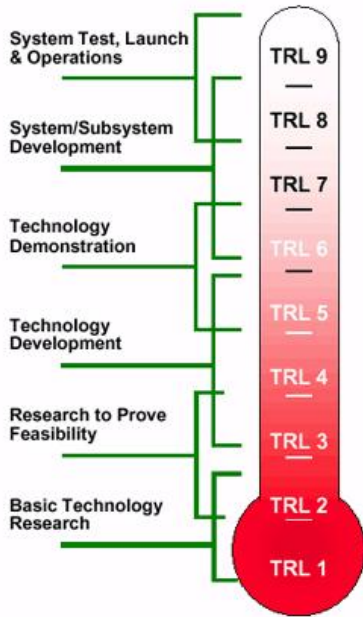 System Test, Launch
& Operations
System/Subsystem
Development
Technology
Demonstration
Technology
Development
Research to Prove
Feasibility
Basic Technology
Research
TRL 9
TRL 8
TRL 7
TRL 6
TRL 5
TRL 4
TRL 3
TRL 2
TRL 1